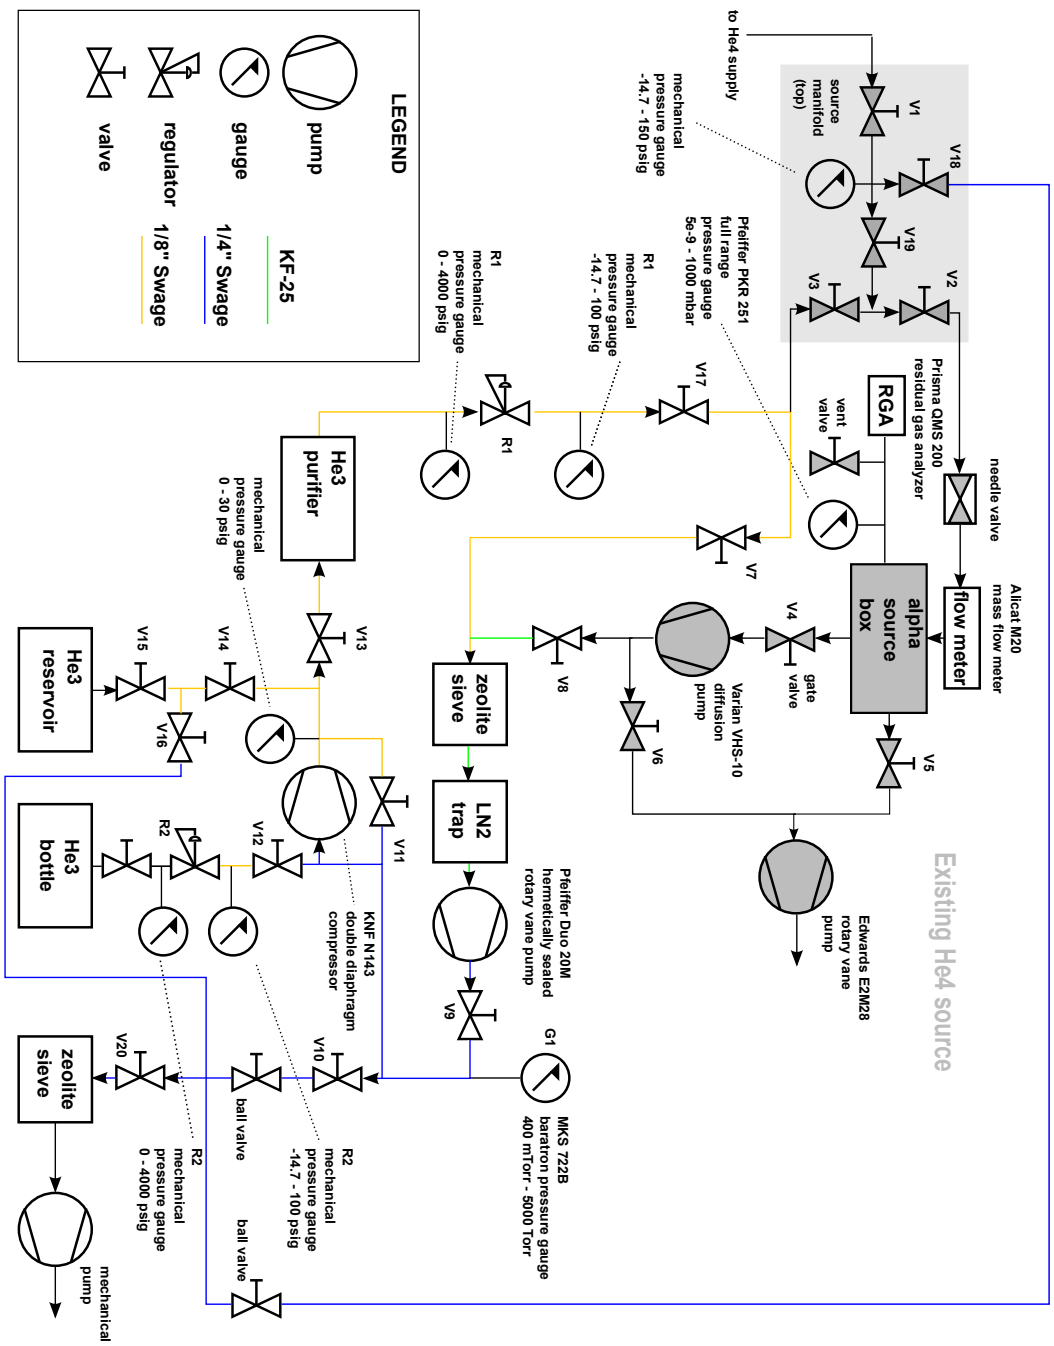 to He4 supply
mechanical
pressure gauge
-14.7 - 150 psig
source
manifold
(top)
V1
V18
V19
V3
V2
Pfeiffer PKR 251
full range
pressure gauge
5e-9 - 1000 mbar
R1
mechanical
pressure gauge
-14.7 - 100 psig
R1
mechanical
pressure gauge
0 - 4000 psig
LEGEND
pump
gauge
regulator
valve
KF-25
1/4" Swage
1/8" Swage
Prisma QMS 200
residual gas analyzer
RGA
vent
valve
needle valve
Alicat M20
mass flow meter
flow meter
alpha
source
box
V17
R1
He3
purifier
mechanical
pressure gauge
0 - 30 psig
V7
V4
gate
valve
Varian VHS-10
diffusion
pump
V5
V6
V8
V13
V14
V15
V16
He3
reservoir
zeolite
sieve
LN2
trap
V11
V12
R2
He3
bottle
Existing He4 source
Edwards E2M28
rotary vane
pump
Pfeiffer Duo 20M
hermetically sealed
rotary vane pump
KNF N143
double diaphragm
compressor
V9
G1
MKS 722B
baratron pressure gauge
400 mTorr - 5000 Torr
V10
ball valve
V20
zeolite
sieve
R2
mechanical
pressure gauge
-14.7 - 100 psig
R2
mechanical
pressure gauge
0 - 4000 psig
ball valve
mechanical
pump